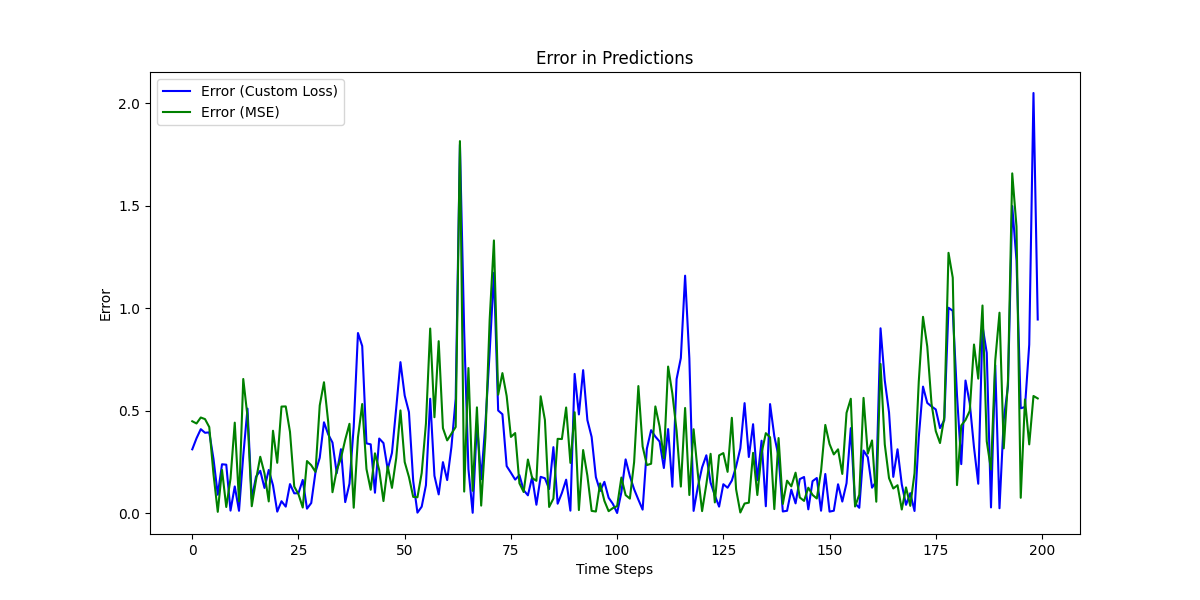 Error in Predictions
Error (Custom Loss)
Error (MSE)
2.0
1.5
1.0
0.5
0.0
Error
0 25 50 75 100 125 150 175 200
Time Steps